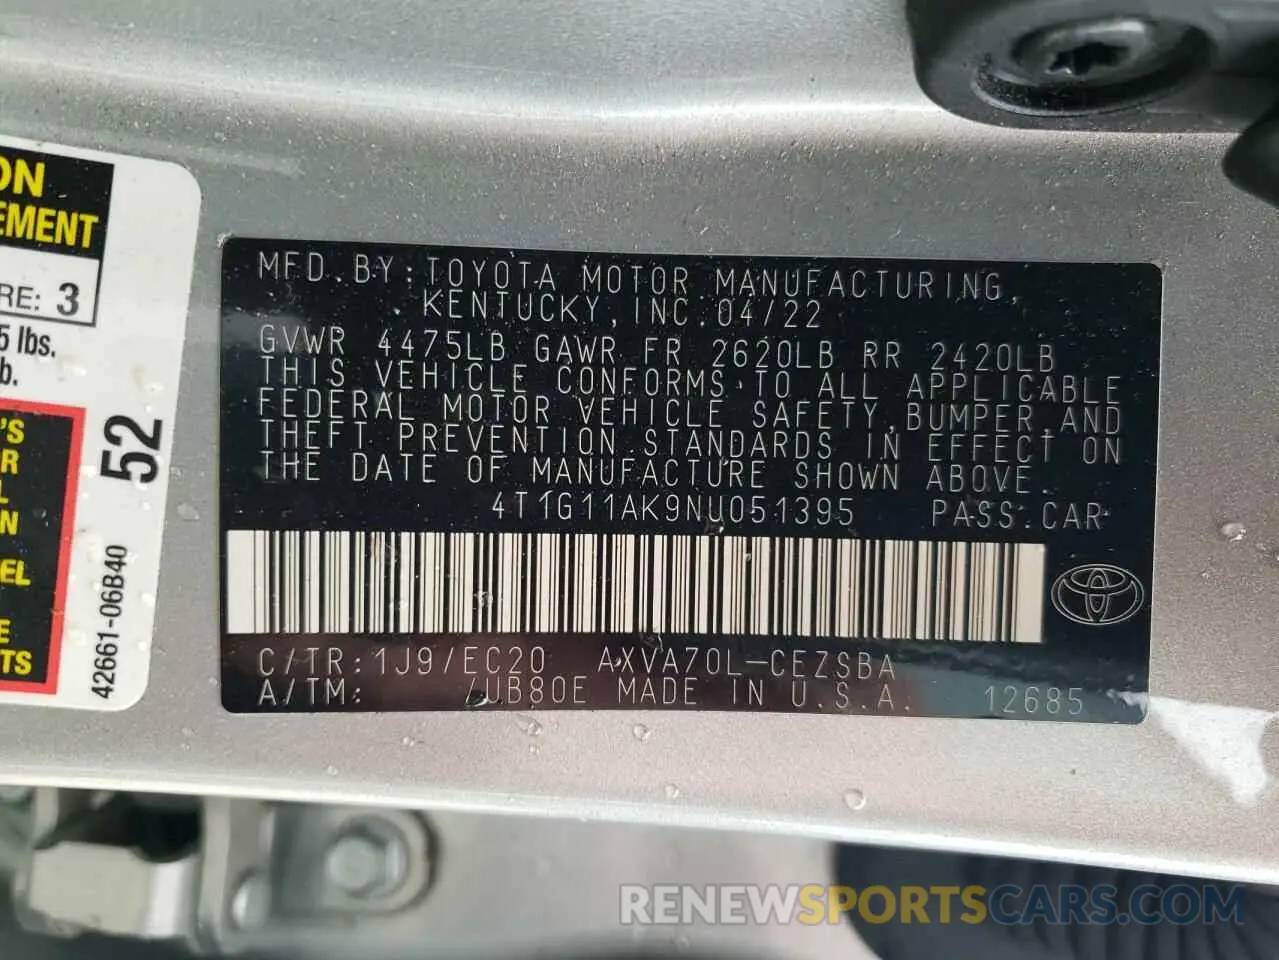 ON
EMENT
RE: 3
5 lbs.
b.
'S
R
L
N
EL
E
TS
52
42661-06B40
MFD.BY:TOYOTA MOTOR MANUFACTURING,
KENTUCKY,INC.04/22
GVWR 4475LB GAWR FR 2620LB RR 2420LB
THIS VEHICLE CONFORMS TO ALL APPLICABLE
FEDERAL MOTOR VEHICLE SAFETY,BUMPER,AND
THEFT PREVENTION STANDARDS IN EFFECT ON
THE DATE OF MANUFACTURE SHOWN ABOVE.
4T1G11AK9NU051395 PASS.CAR
C/TR:1J9/EC20 AXVA70L-CEZSBA
A/TM: /UB80E MADE IN U.S.A. 12685
RENEWSPORTSCARS.COM